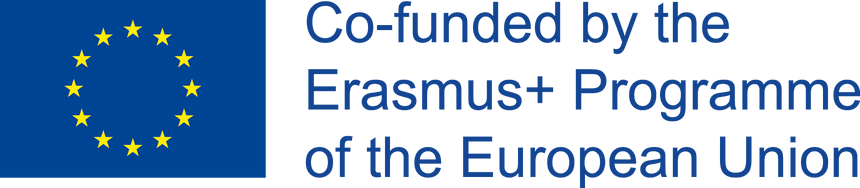 Co-funded by the
Erasmus+ Programme
of the European Union